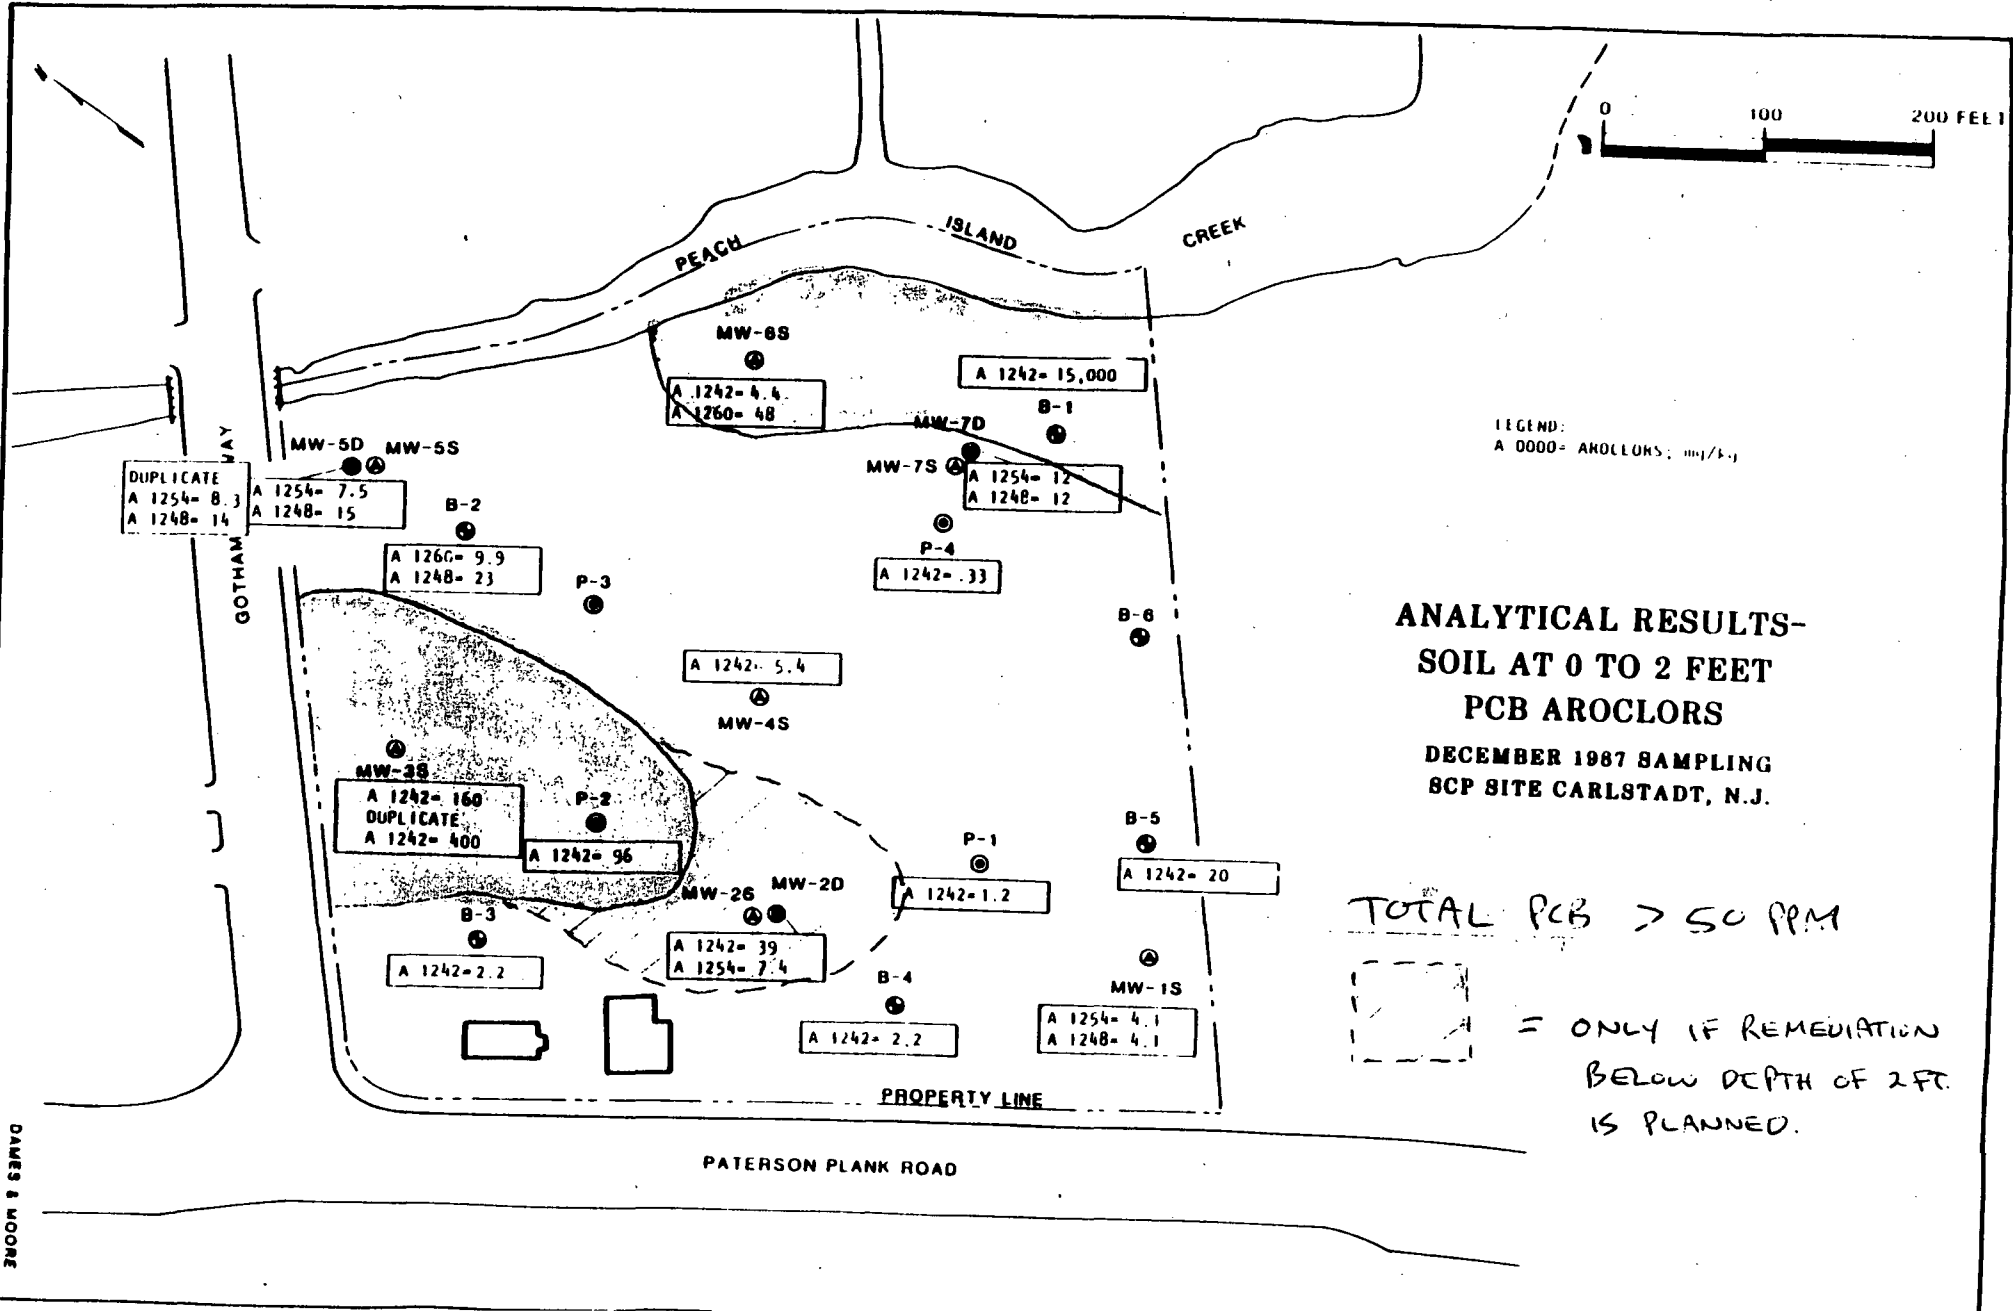 0 100 200 FEET
PEACH ISLAND CREEK
MW-6S
A 1242= 4.4
A 1260= 48
A 1242= 15,000
B-1
MW-7D
MW-7S
A 1254= 12
A 1248= 12
LEGEND:
A 0000= AROCLORS; mg/kg
MW-5D MW-5S
DUPLICATE
A 1254= 8.3
A 1248= 14
A 1254= 7.5
A 1248= 15
GOTHAM WAY
B-2
A 1260= 9.9
A 1248= 23
P-3
P-4
A 1242= .33
B-6
ANALYTICAL RESULTS-
SOIL AT 0 TO 2 FEET
PCB AROCLORS
DECEMBER 1987 SAMPLING
SCP SITE CARLSTADT, N.J.
A 1242= 5.4
MW-4S
MW-3S
A 1242= 160
DUPLICATE
A 1242= 400
P-2
A 1242= 96
P-1
A 1242= 1.2
B-5
A 1242= 20
MW-2S MW-2D
A 1242= 39
A 1254= 7.4
B-3
A 1242= 2.2
B-4
A 1242= 2.2
MW-1S
A 1254= 4.1
A 1248= 4.1
TOTAL PCB > 50 PPM
= ONLY IF REMEDIATION
BELOW DEPTH OF 2 FT.
IS PLANNED.
PROPERTY LINE
PATERSON PLANK ROAD
DAMES & MOORE